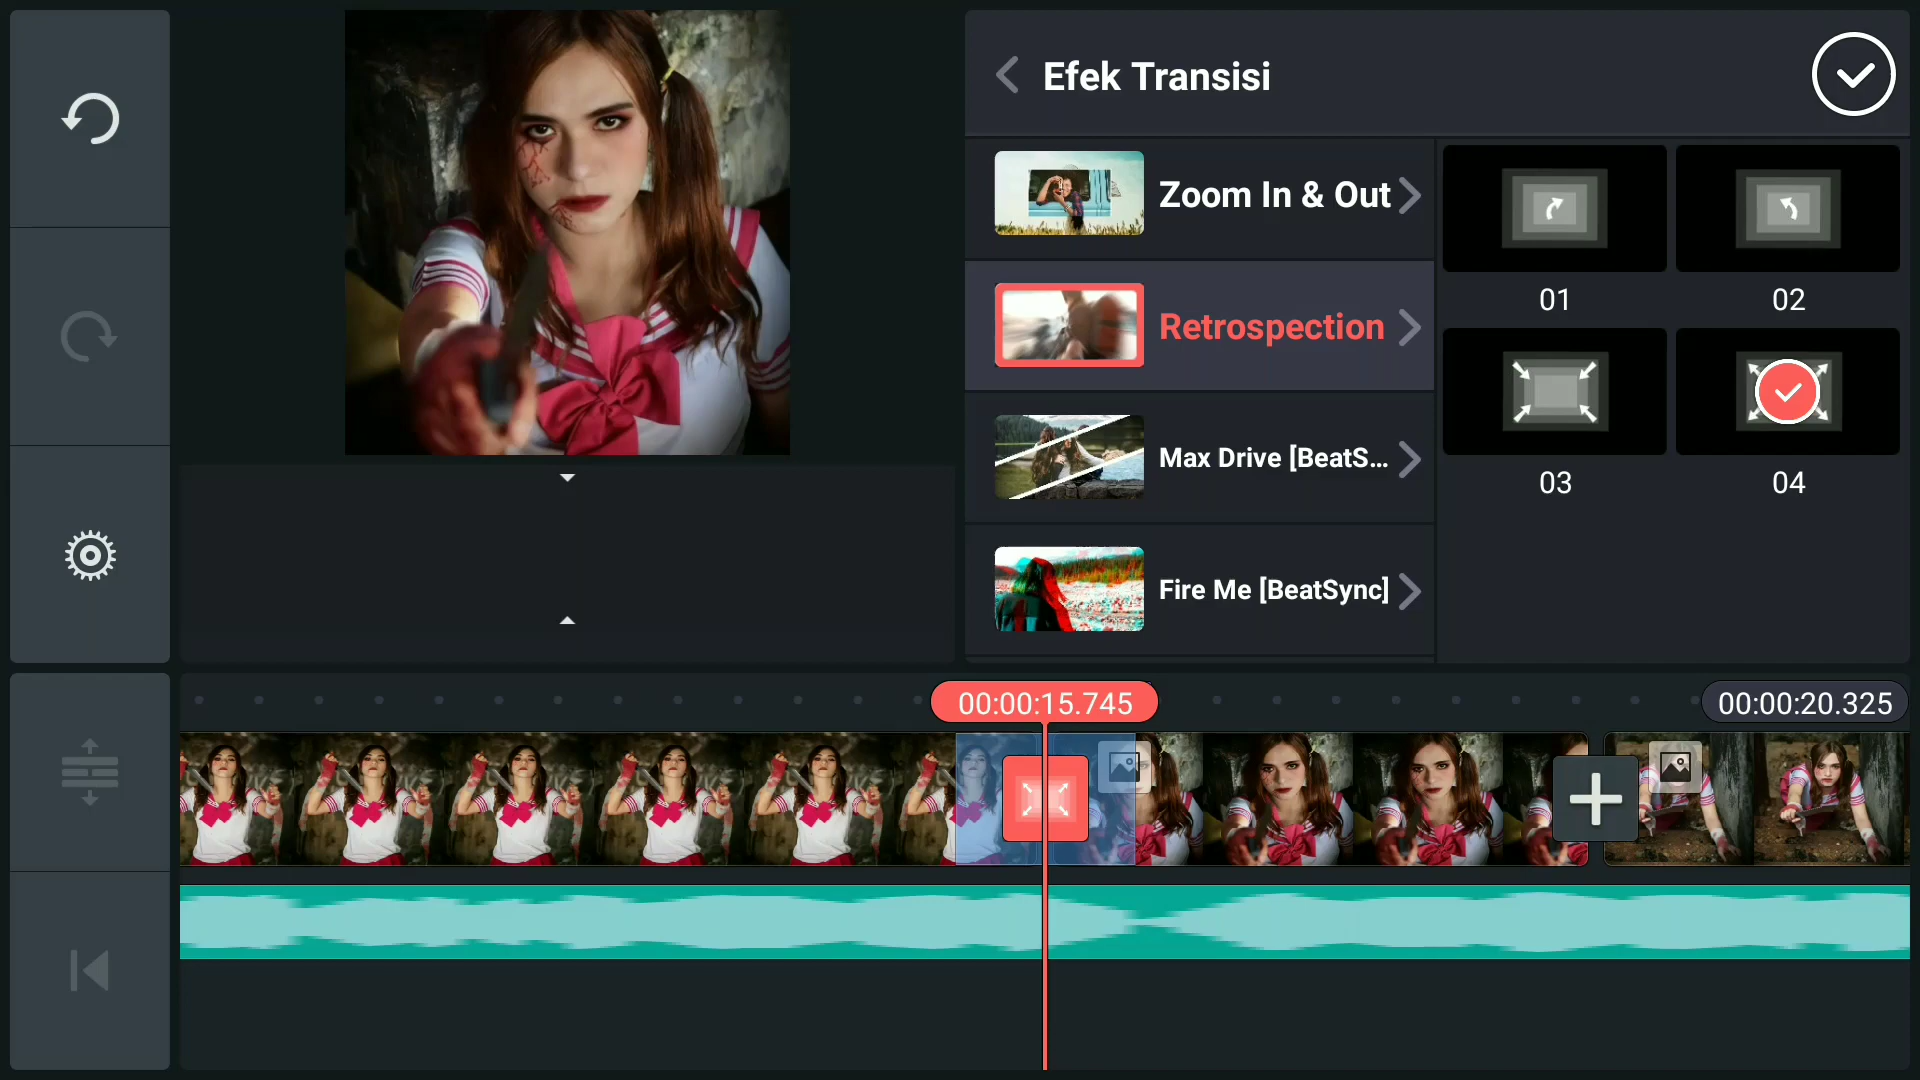 Efek Transisi
Zoom In & Out
Retrospection
Max Drive [BeatS...
Fire Me [BeatSync]
01
02
03
04
00:00:15.745
00:00:20.325